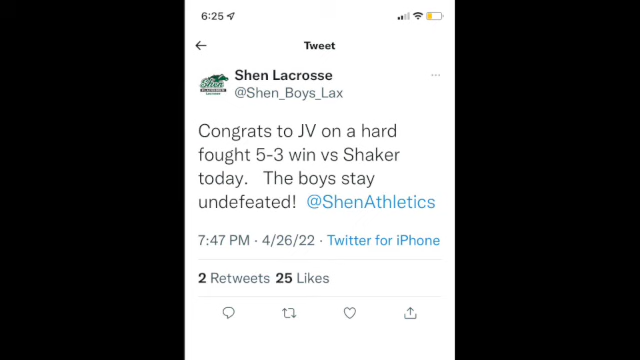 6:25
Tweet
Shen Lacrosse
@Shen_Boys_Lax
Congrats to JV on a hard
fought 5-3 win vs Shaker
today.   The boys stay
undefeated!  @ShenAthletics
7:47 PM · 4/26/22 · Twitter for iPhone
2 Retweets 25 Likes